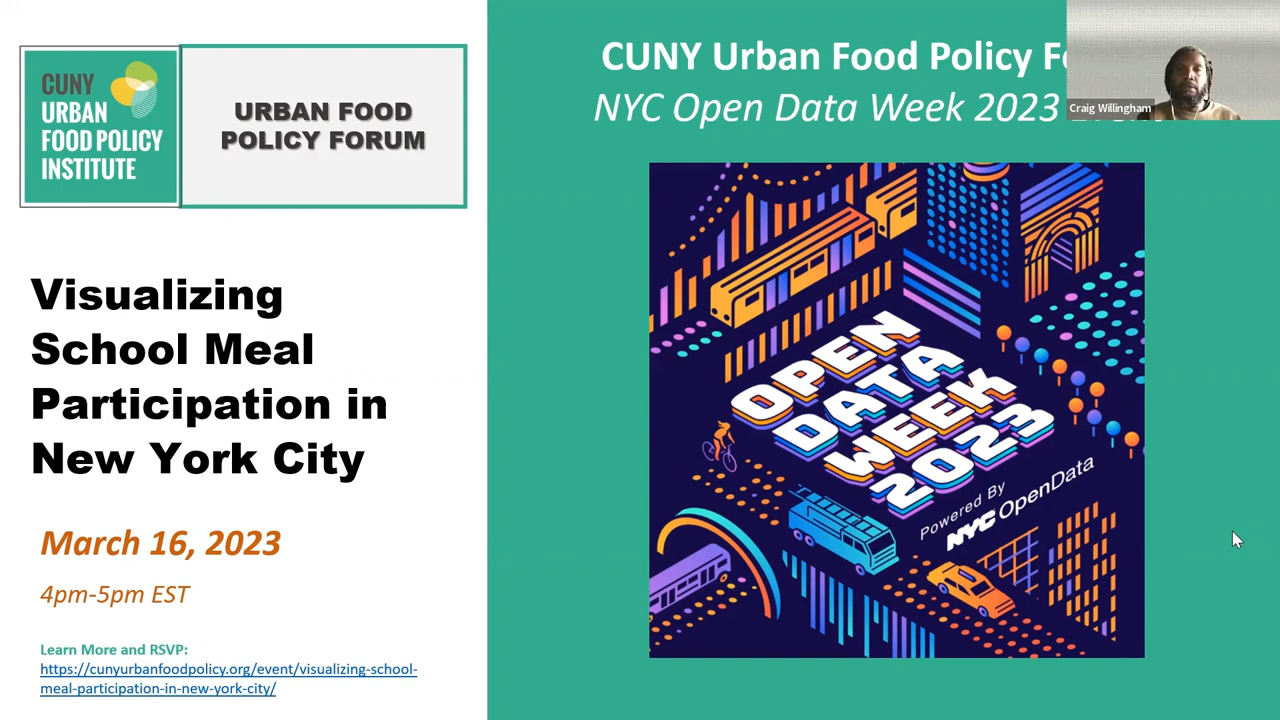 CUNY
URBAN
FOOD POLICY
INSTITUTE
URBAN FOOD
POLICY FORUM
Visualizing
School Meal
Participation in
New York City
March 16, 2023
4pm-5pm EST
Learn More and RSVP:
https://cunyurbanfoodpolicy.org/event/visualizing-school-
meal-participation-in-new-york-city/
CUNY Urban Food Policy
NYC Open Data Week 2023
Craig Willingham
OPEN
DATA
WEEK
2023
Powered By
NYC OpenData